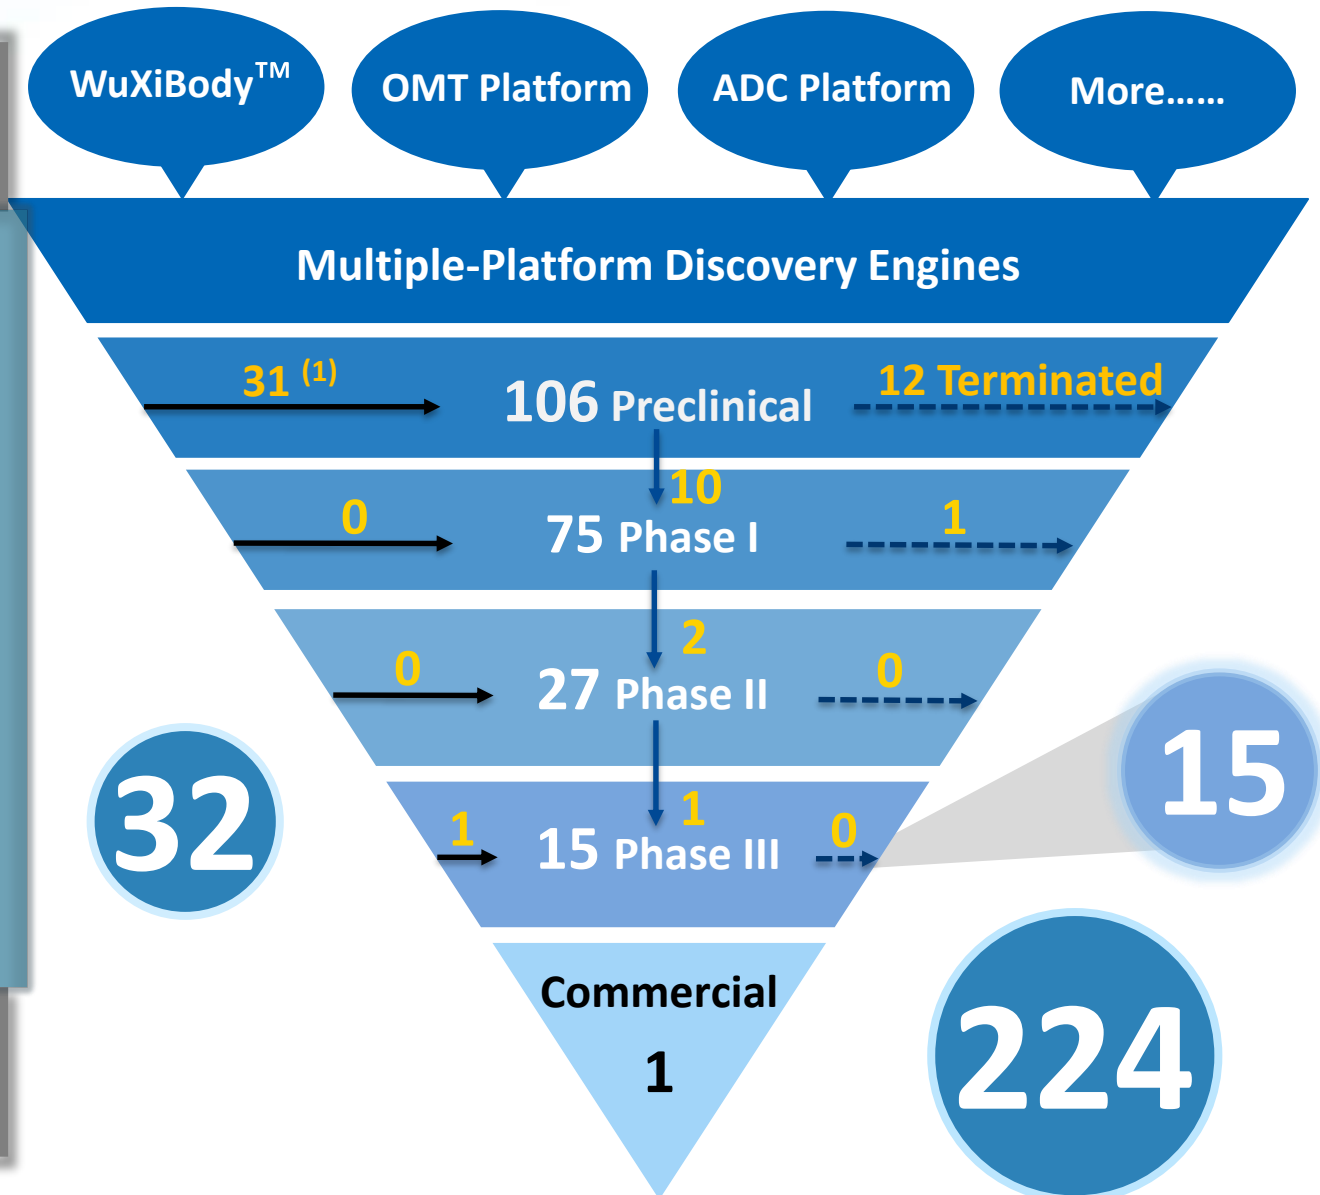 WuXiBody™
OMT Platform
ADC Platform
More......
Multiple-Platform Discovery Engines
31 (1)
106 Preclinical
12 Terminated
10
0
75 Phase I
1
2
0
27 Phase II
0
15
32
1
1
15 Phase III
0
Commercial
1
224